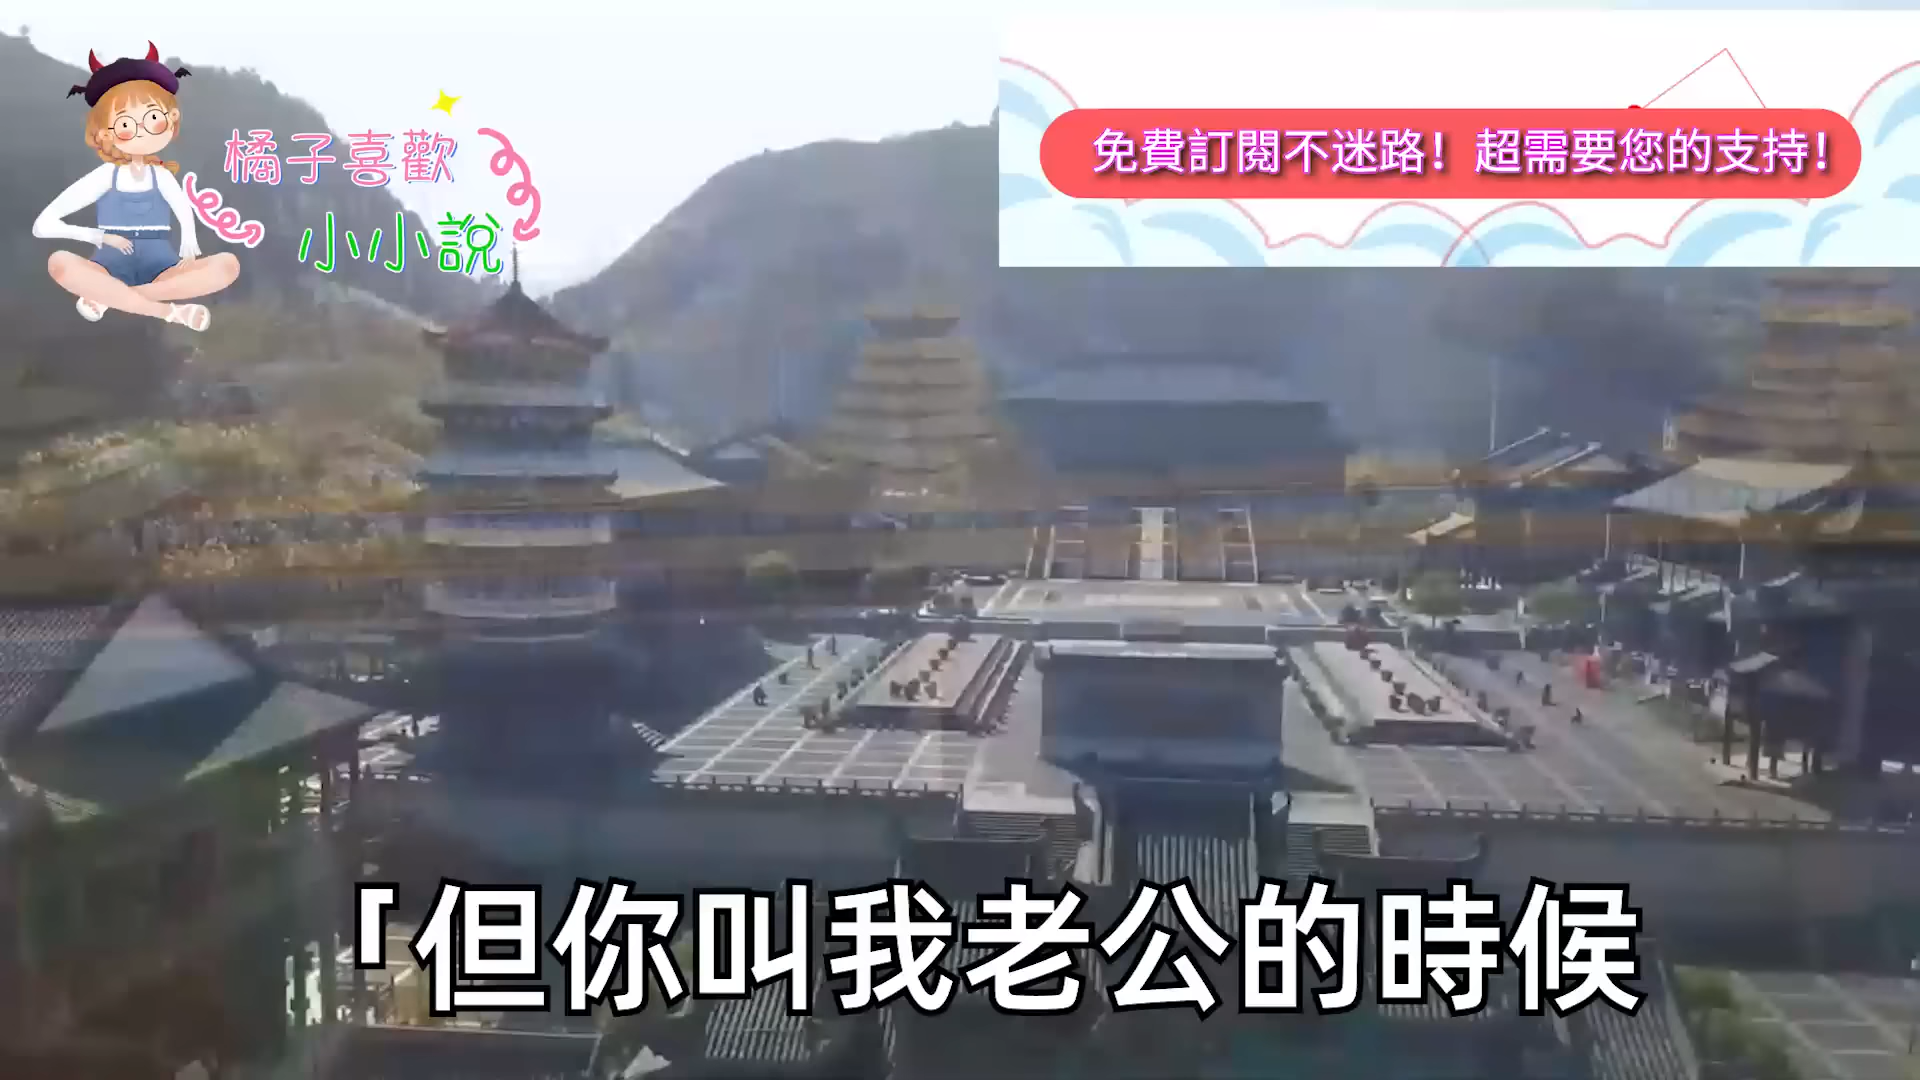 橘子喜歡
小小說
免費訂閱不迷路！超需要您的支持！
「但你叫我老公的時候